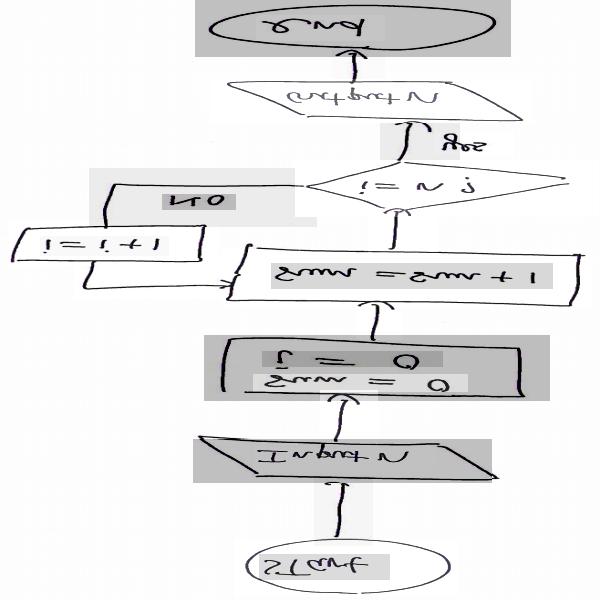 START
Input N
sum = 0
i = 0
sum = sum + 1
i = i + 1
i = N ?
NO
yes
Output N
end